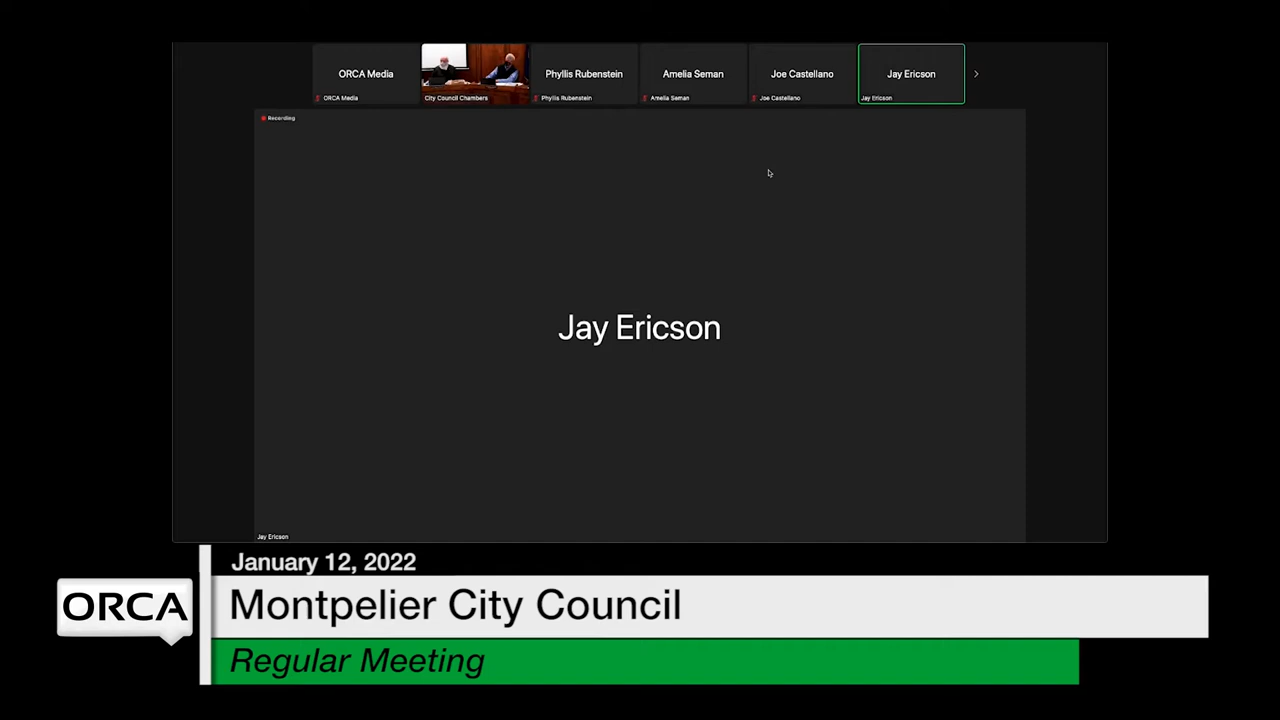 ORCA Media
Phyllis Rubenstein
Amelia Seman
Joe Castellano
Jay Ericson
ORCA Media
City Council Chambers
Phyllis Rubenstein
Amelia Seman
Joe Castellano
Jay Ericson
Recording
Jay Ericson
Jay Ericson
January 12, 2022
ORCA
Montpelier City Council
Regular Meeting